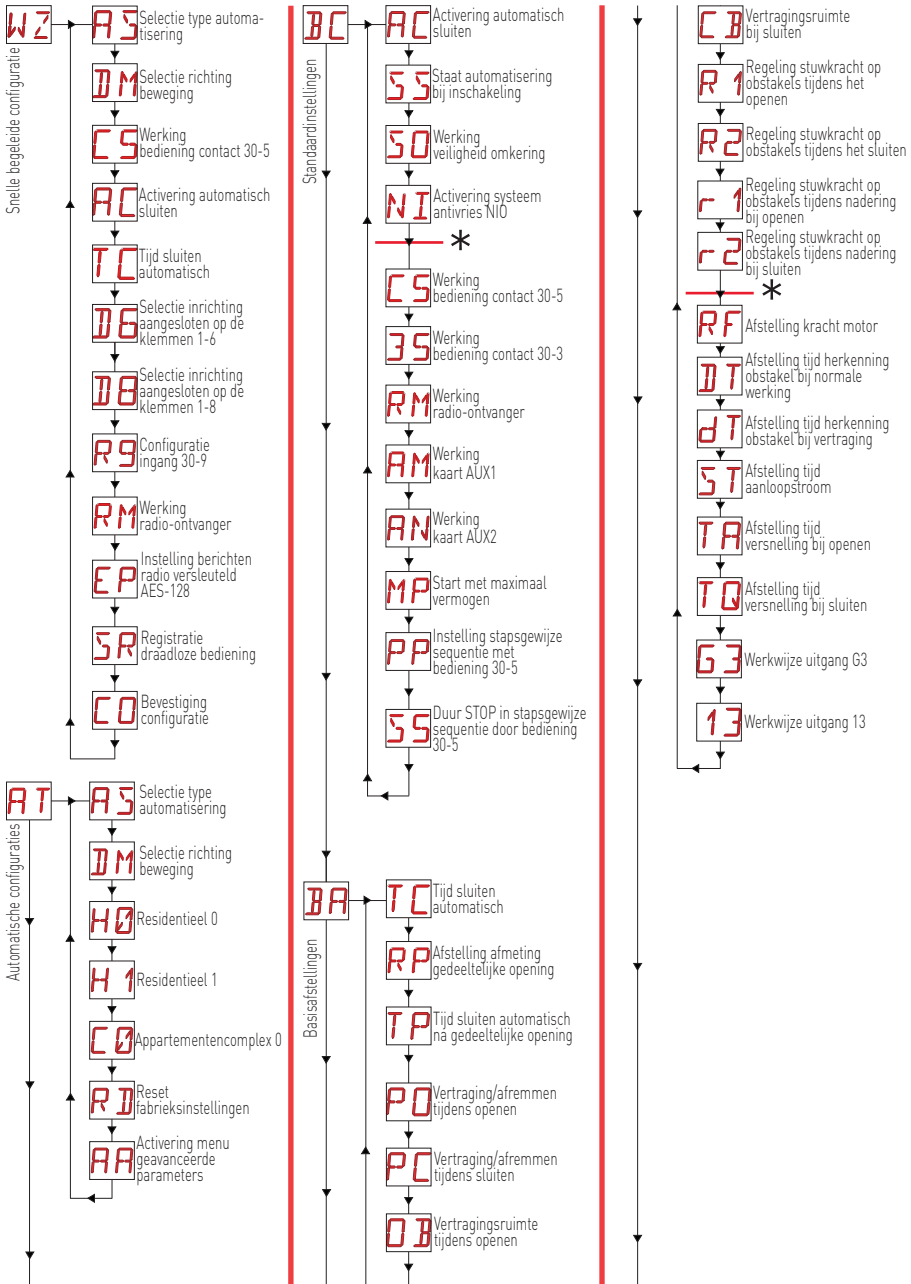 WZ
Snelle begeleide configuratie
AS
Selectie type automa-
tisering
DM
Selectie richting
beweging
CS
Werking
bediening contact 30-5
AC
Activering automatisch
sluiten
TC
Tijd sluiten
automatisch
D6
Selectie inrichting
aangesloten op de
klemmen 1-6
D8
Selectie inrichting
aangesloten op de
klemmen 1-8
R9
Configuratie
ingang 30-9
RM
Werking
radio-ontvanger
EP
Instelling berichten
radio versleuteld
AES-128
SR
Registratie
draadloze bediening
CO
Bevestiging
configuratie
AT
Automatische configuraties
AS
Selectie type
automatisering
DM
Selectie richting
beweging
H0
Residentieel 0
H1
Residentieel 1
C0
Appartementencomplex 0
RD
Reset
fabrieksinstellingen
AA
Activering menu
geavanceerde
parameters
BC
Standaardinstellingen
AC
Activering automatisch
sluiten
SS
Staat automatisering
bij inschakeling
SO
Werking
veiligheid omkering
NI
Activering systeem
antivries NIO
*
CS
Werking
bediening contact 30-5
3S
Werking
bediening contact 30-3
RM
Werking
radio-ontvanger
AM
Werking
kaart AUX1
AN
Werking
kaart AUX2
MP
Start met maximaal
vermogen
PP
Instelling stapsgewijze
sequentie met
bediening 30-5
S5
Duur STOP in stapsgewijze
sequentie door bediening
30-5
BA
Basisafstellingen
TC
Tijd sluiten
automatisch
RP
Afstelling afmeting
gedeeltelijke opening
TP
Tijd sluiten automatisch
na gedeeltelijke opening
PO
Vertraging/afremmen
tijdens openen
PC
Vertraging/afremmen
tijdens sluiten
OB
Vertragingsruimte
tijdens openen
CB
Vertragingsruimte
bij sluiten
R1
Regeling stuwkracht op
obstakels tijdens het
openen
R2
Regeling stuwkracht op
obstakels tijdens het sluiten
r1
Regeling stuwkracht op
obstakels tijdens nadering
bij openen
r2
Regeling stuwkracht op
obstakels tijdens nadering
bij sluiten
*
RF
Afstelling kracht motor
DT
Afstelling tijd herkenning
obstakel bij normale
werking
dT
Afstelling tijd herkenning
obstakel bij vertraging
ST
Afstelling tijd
aanloopstroom
TA
Afstelling tijd
versnelling bij openen
TQ
Afstelling tijd
versnelling bij sluiten
G3
Werkwijze uitgang G3
13
Werkwijze uitgang 13